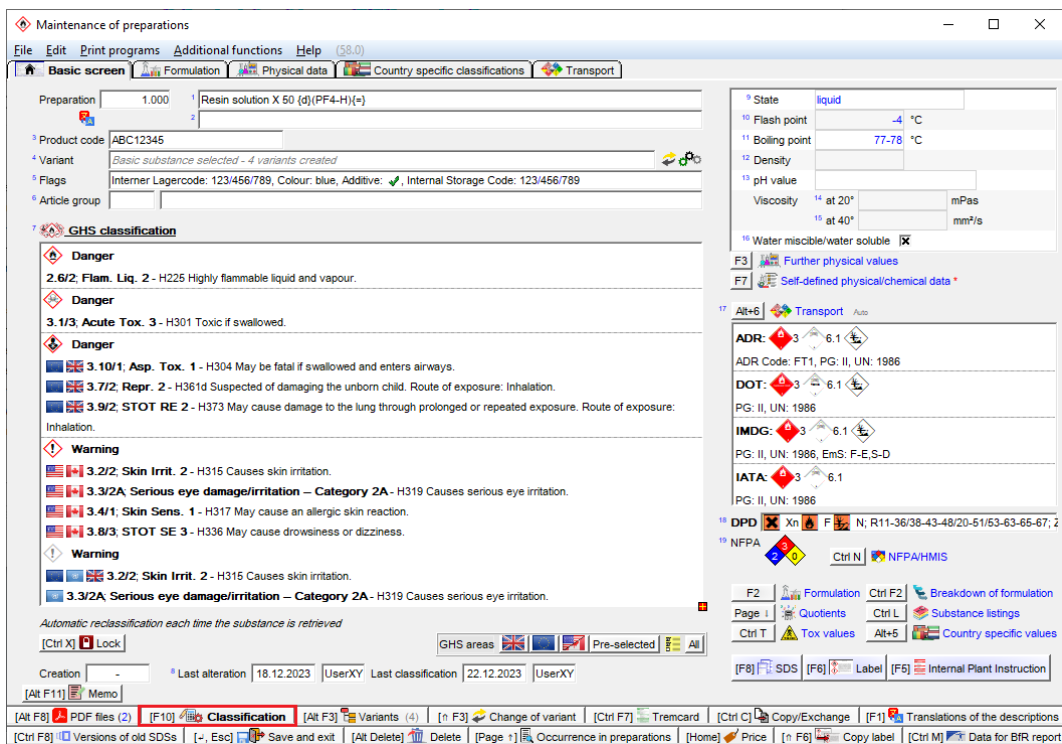 Maintenance of preparations
File Edit Print programs Additional functions Help (58.0)
Basic screen Formulation Physical data Country specific classifications Transport
Preparation 1.000 1 Resin solution X 50 {d}(PF4-H){=}
2
3 Product code ABC12345
4 Variant Basic substance selected - 4 variants created
5 Flags Interner Lagercode: 123/456/789, Colour: blue, Additive: ✔, Internal Storage Code: 123/456/789
6 Article group
7 GHS classification
Danger
2.6/2; Flam. Liq. 2 - H225 Highly flammable liquid and vapour.
Danger
3.1/3; Acute Tox. 3 - H301 Toxic if swallowed.
Danger
3.10/1; Asp. Tox. 1 - H304 May be fatal if swallowed and enters airways.
3.7/2; Repr. 2 - H361d Suspected of damaging the unborn child. Route of exposure: Inhalation.
3.9/2; STOT RE 2 - H373 May cause damage to the lung through prolonged or repeated exposure. Route of exposure:
Inhalation.
Warning
3.2/2; Skin Irrit. 2 - H315 Causes skin irritation.
3.3/2A; Serious eye damage/irritation – Category 2A - H319 Causes serious eye irritation.
3.4/1; Skin Sens. 1 - H317 May cause an allergic skin reaction.
3.8/3; STOT SE 3 - H336 May cause drowsiness or dizziness.
Warning
3.2/2; Skin Irrit. 2 - H315 Causes skin irritation.
3.3/2A; Serious eye damage/irritation – Category 2A - H319 Causes serious eye irritation.
Automatic reclassification each time the substance is retrieved
[Ctrl X] Lock
GHS areas Pre-selected All
Creation - 8 Last alteration 18.12.2023 UserXY Last classification 22.12.2023 UserXY
[Alt F11] Memo
9 State liquid
10 Flash point -4 °C
11 Boiling point 77-78 °C
12 Density
13 pH value
Viscosity 14 at 20° mPas
15 at 40° mm²/s
16 Water miscible/water soluble
F3 Further physical values
F7 Self-defined physical/chemical data *
17 Alt+6 Transport Auto
ADR: 3 6.1
ADR Code: FT1, PG: II, UN: 1986
DOT: 3 6.1
PG: II, UN: 1986
IMDG: 3 6.1
PG: II, UN: 1986, EmS: F-E,S-D
IATA: 3 6.1
PG: II, UN: 1986
18 DPD Xn F N; R11-36/38-43-48/20-51/53-63-65-67; 2
19 NFPA 3 2 0 Ctrl N NFPA/HMIS
F2 Formulation Ctrl F2 Breakdown of formulation
Page ↓ Quotients Ctrl L Substance listings
Ctrl T Tox values Alt+5 Country specific values
[F8] SDS [F6] Label [F5] Internal Plant Instruction
[Alt F8] PDF files (2) [F10] Classification [Alt F3] Variants (4) [⇑ F3] Change of variant [Ctrl F7] Tremcard [Ctrl C] Copy/Exchange [F1] Translations of the descriptions
[Ctrl F8] Versions of old SDSs [↵, Esc] Save and exit [Alt Delete] Delete [Page ↑] Occurrence in preparations [Home] Price [⇑ F6] Copy label [Ctrl M] Data for BfR report